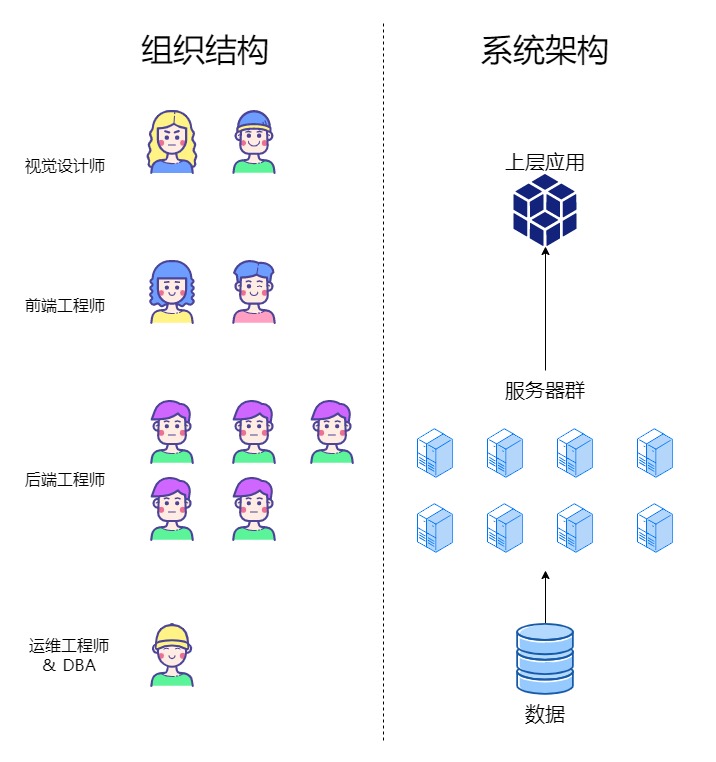 组织结构
系统架构
视觉设计师
上层应用
前端工程师
服务器群
后端工程师
运维工程师
& DBA
数据